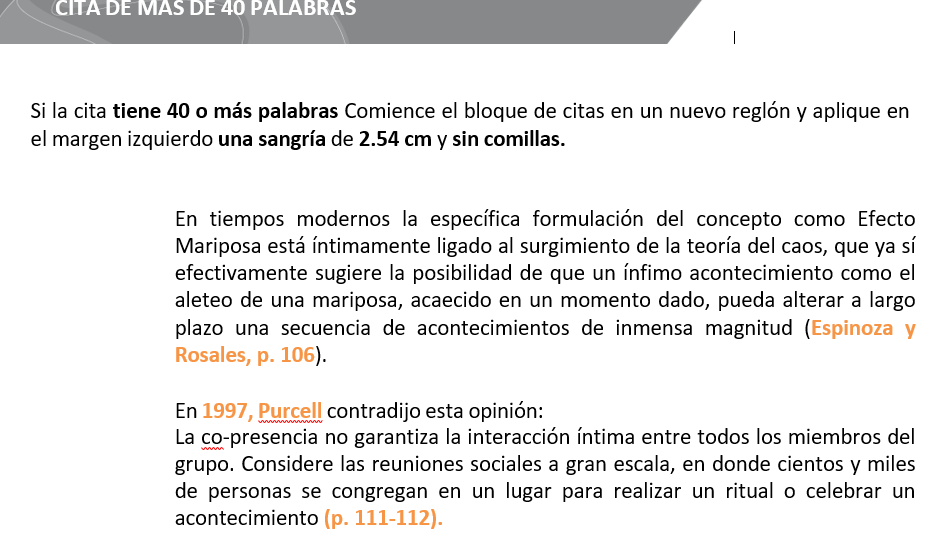 CITA DE MAS DE 40 PALABRAS
Si la cita tiene 40 o más palabras Comience el bloque de citas en un nuevo reglón y aplique en
el margen izquierdo una sangría de 2.54 cm y sin comillas.
En tiempos modernos la específica formulación del concepto como Efecto
Mariposa está íntimamente ligado al surgimiento de la teoría del caos, que ya sí
efectivamente sugiere la posibilidad de que un ínfimo acontecimiento como el
aleteo de una mariposa, acaecido en un momento dado, pueda alterar a largo
plazo una secuencia de acontecimientos de inmensa magnitud (Espinoza y
Rosales, p. 106).
En 1997, Purcell contradijo esta opinión:
La co-presencia no garantiza la interacción íntima entre todos los miembros del
grupo. Considere las reuniones sociales a gran escala, en donde cientos y miles
de personas se congregan en un lugar para realizar un ritual o celebrar un
acontecimiento (p. 111-112).